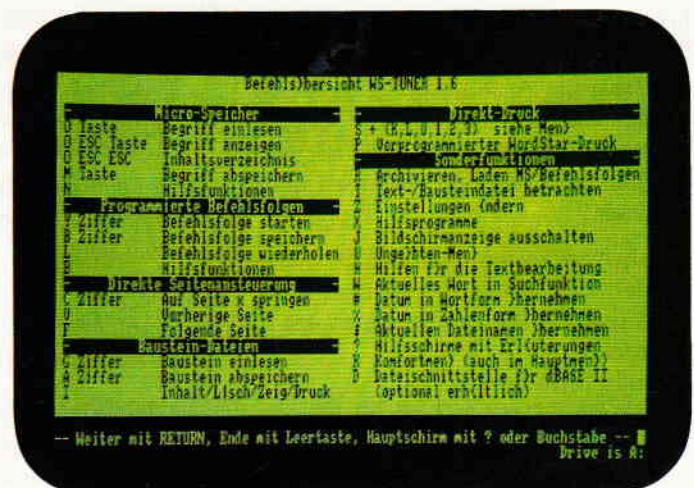 Befehls}bersicht WS-TUNER 1.6
Micro-Speicher
Taste Begriff einlesen
ESC Taste Begriff anzeigen
ESC ESC Inhaltsverzeichnis
M Taste Begriff abspeichern
N Hilfsfunktionen
Programmierte Befehlsfolgen
Ziffer Befehlsfolge starten
B Ziffer Befehlsfolge speichern
Befehlsfolge wiederholen
Hilfsfunktionen
Direkte Seitenansteuerung
C Ziffer Auf Seite x springen
Vorherige Seite
F Folgende Seite
Baustein-Dateien
G Ziffer Baustein einlesen
A Ziffer Baustein abspeichern
I Inhalt/L|sch/Zeig/Druck
Direkt-Druck
S + (K,L,U,1,2,3) siehe Men}
P Vorprogrammierter WordStar-Druck
Sonderfunktionen
Archivieren, Laden MS/Befehlsfolgen
Text-/Bausteindatei betrachten
Z Einstellungen {ndern
X Hilfsprogramme
J Bildschirmanzeige ausschalten
U Unge}hten-Men}
H Hilfen f}r die Textbearbeitung
W Aktuelles Wort in Suchfunktion
# Datum in Wortform }bernehmen
% Datum in Zahlenform }bernehmen
Aktuellen Dateinamen }bernehmen
? Hilfsschirme mit Erl{uterungen
Komfortmen} (auch im Hauptmen})
D Dateischnittstelle f}r dBASE II
(optional erh{ltlich)
-- Weiter mit RETURN, Ende mit Leertaste, Hauptschirm mit ? oder Buchstabe --
Drive is A: